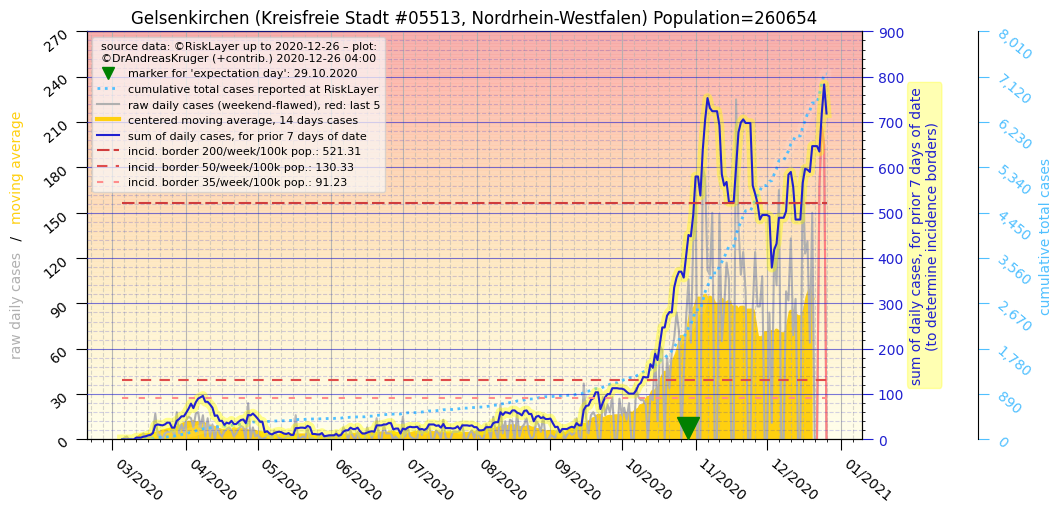 Gelsenkirchen (Kreisfreie Stadt #05513, Nordrhein-Westfalen) Population=260654
source data: ©RiskLayer up to 2020-12-26 – plot:
©DrAndreasKruger (+contrib.) 2020-12-26 04:00
marker for 'expectation day': 29.10.2020
cumulative total cases reported at RiskLayer
raw daily cases (weekend-flawed), red: last 5
centered moving average, 14 days cases
sum of daily cases, for prior 7 days of date
incid. border 200/week/100k pop.: 521.31
incid. border 50/week/100k pop.: 130.33
incid. border 35/week/100k pop.: 91.23
raw daily cases / moving average
270
240
210
180
150
120
90
60
30
0
03/2020
04/2020
05/2020
06/2020
07/2020
08/2020
09/2020
10/2020
11/2020
12/2020
01/2021
900
800
700
600
500
400
300
200
100
0
sum of daily cases, for prior 7 days of date
(to determine incidence borders)
8,010
7,120
6,230
5,340
4,450
3,560
2,670
1,780
890
0
cumulative total cases